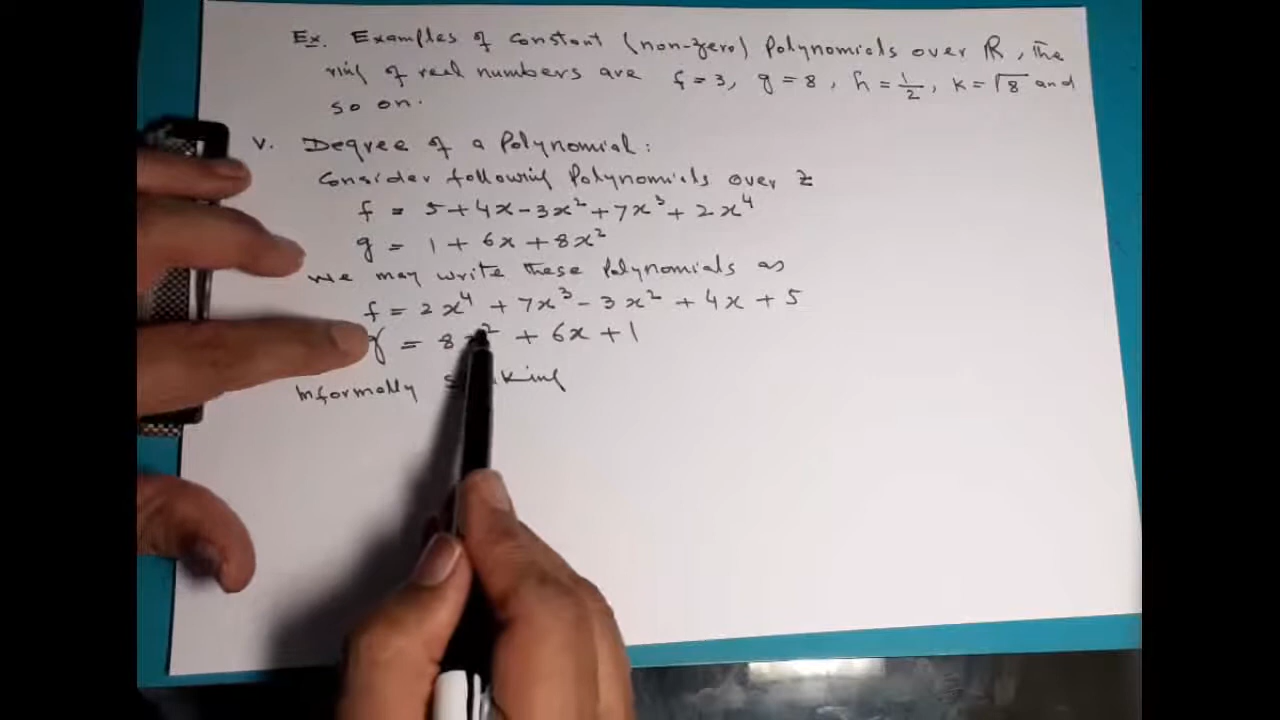 Ex. Examples of constant (non-zero) Polynomials over R, the
ring of real numbers are f = 3, g = 8, h = 1/2, k = √8 and
so on.
V. Degree of a Polynomial:
Consider following Polynomials over Z
f = 5 + 4x - 3x² + 7x³ + 2x⁴
g = 1 + 6x + 8x²
We may write these Polynomials as
f = 2x⁴ + 7x³ - 3x² + 4x + 5
g = 8x² + 6x + 1
Informally